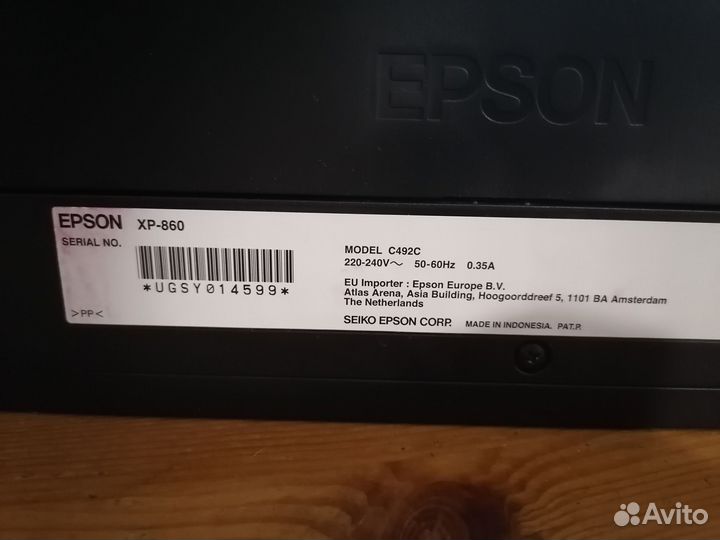 EPSON
EPSON XP-860
SERIAL NO.
*UGSY014599*
>PP<
MODEL C492C
220-240V~ 50-60Hz 0.35A
EU Importer : Epson Europe B.V.
Atlas Arena, Asia Building, Hoogoorddreef 5, 1101 BA Amsterdam
The Netherlands
SEIKO EPSON CORP. MADE IN INDONESIA. PAT.P.
Avito